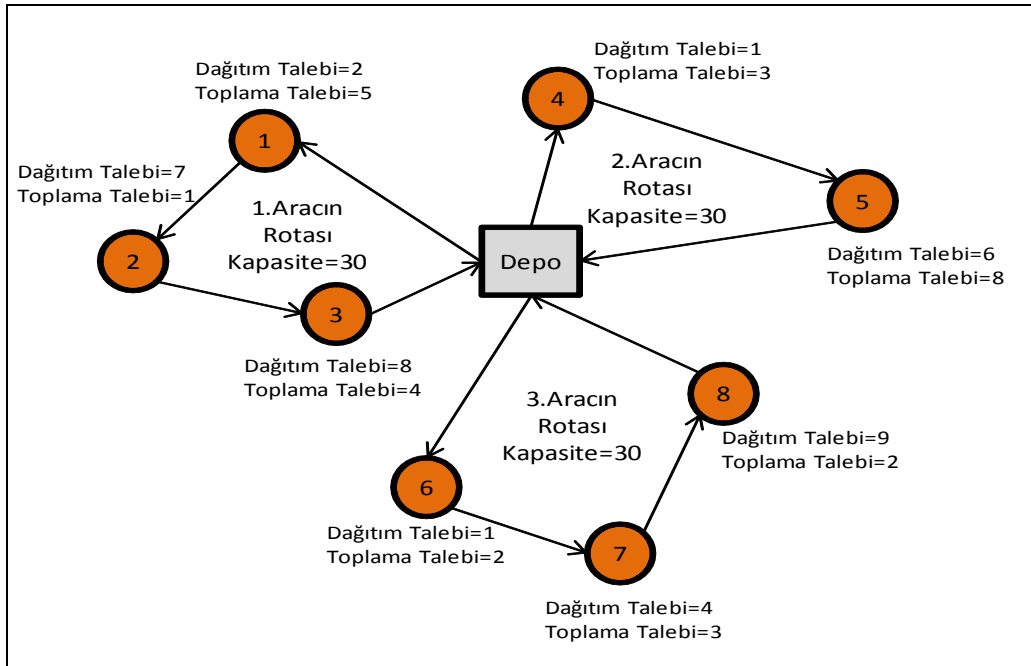 Dağıtım Talebi=2
Toplama Talebi=5
1
Dağıtım Talebi=7
Toplama Talebi=1
2
1.Aracın
Rotası
Kapasite=30
3
Dağıtım Talebi=8
Toplama Talebi=4
Dağıtım Talebi=1
Toplama Talebi=3
4
2.Aracın
Rotası
Kapasite=30
5
Dağıtım Talebi=6
Toplama Talebi=8
Depo
3.Aracın
Rotası
Kapasite=30
6
Dağıtım Talebi=1
Toplama Talebi=2
7
Dağıtım Talebi=4
Toplama Talebi=3
8
Dağıtım Talebi=9
Toplama Talebi=2